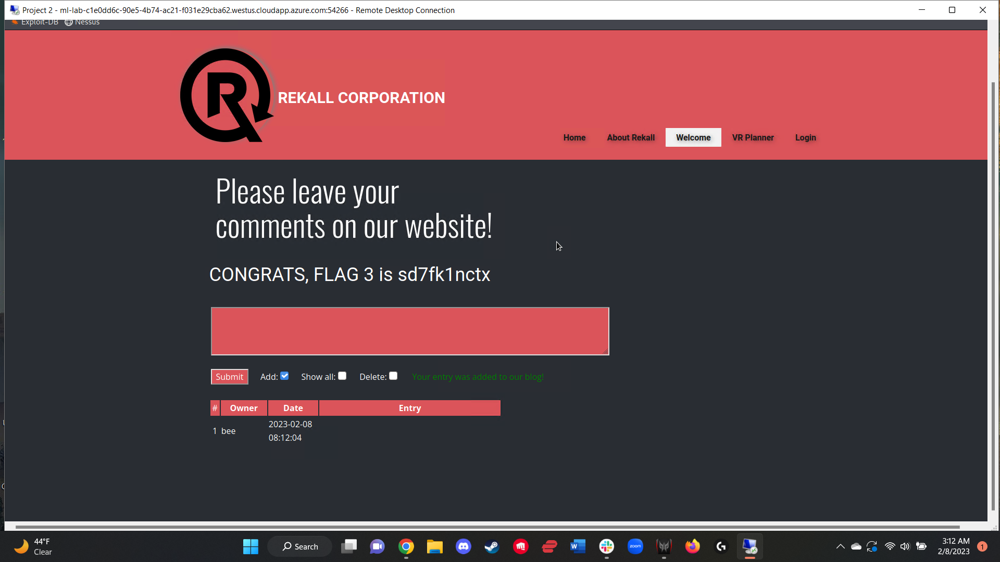 Project 2 - ml-lab-c1e0dd6c-90e5-4b74-ac21-f031e29cba62.westus.cloudapp.azure.com:54266 - Remote Desktop Connection
Exploit-DB Nessus
R
REKALL CORPORATION
Home About Rekall Welcome VR Planner Login
Please leave your
comments on our website!
CONGRATS, FLAG 3 is sd7fk1nctx
Submit Add: Show all: Delete: Your entry was added to our blog!
# Owner Date Entry
1 bee 2023-02-08
08:12:04
44°F
Clear
Search
zoom
3:12 AM
2/8/2023
1